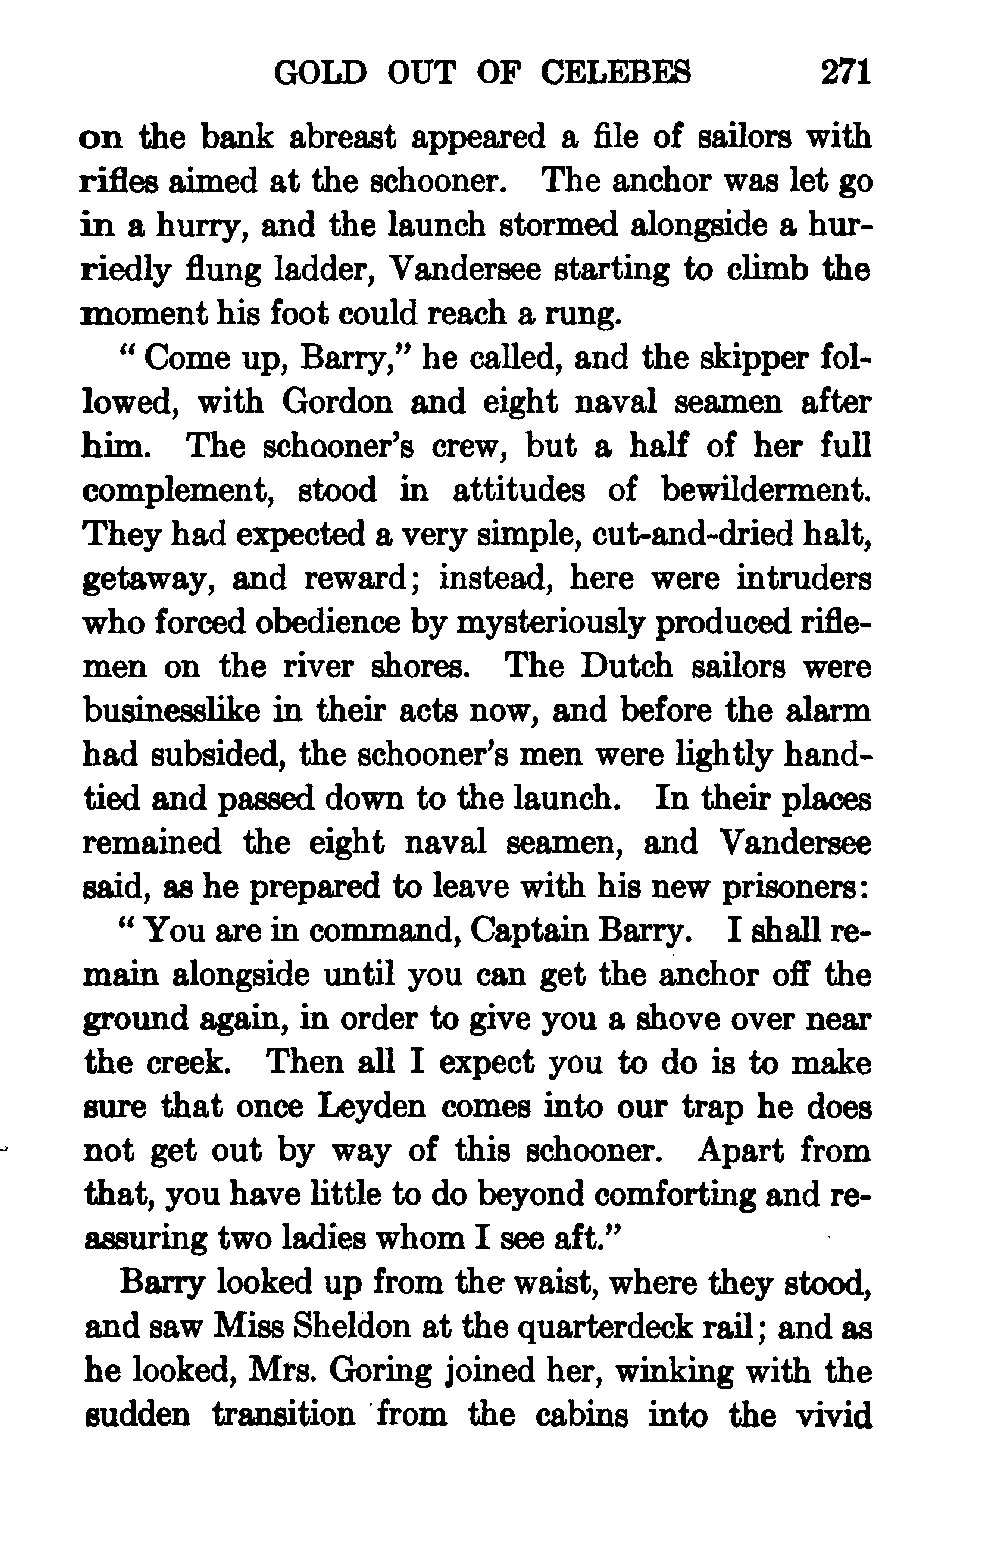 GOLD OUT OF CELEBES 271
on the bank abreast appeared a file of sailors with
rifles aimed at the schooner. The anchor was let go
in a hurry, and the launch stormed alongside a hur-
riedly flung ladder, Vandersee starting to climb the
moment his foot could reach a rung.
“ Come up, Barry,” he called, and the skipper fol-
lowed, with Gordon and eight naval seamen after
him. The schooner’s crew, but a half of her full
complement, stood in attitudes of bewilderment.
They had expected a very simple, cut-and-dried halt,
getaway, and reward; instead, here were intruders
who forced obedience by mysteriously produced rifle-
men on the river shores. The Dutch sailors were
businesslike in their acts now, and before the alarm
had subsided, the schooner’s men were lightly hand-
tied and passed down to the launch. In their places
remained the eight naval seamen, and Vandersee
said, as he prepared to leave with his new prisoners:
“ You are in command, Captain Barry. I shall re-
main alongside until you can get the anchor off the
ground again, in order to give you a shove over near
the creek. Then all I expect you to do is to make
sure that once Leyden comes into our trap he does
not get out by way of this schooner. Apart from
that, you have little to do beyond comforting and re-
assuring two ladies whom I see aft.”
Barry looked up from the waist, where they stood,
and saw Miss Sheldon at the quarterdeck rail; and as
he looked, Mrs. Goring joined her, winking with the
sudden transition from the cabins into the vivid